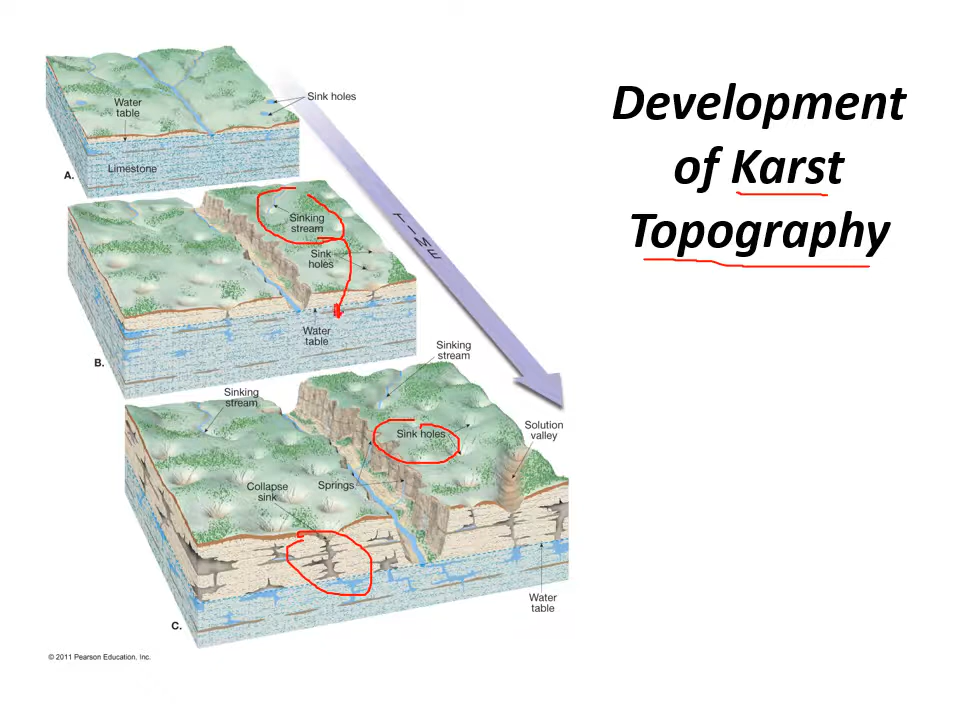 Development
of Karst
Topography
Sink holes
Water
table
Limestone
A.
TIME
Sinking
stream
Sink
holes
Water
table
B.
Sinking
stream
Sinking
stream
Sink holes
Solution
valley
Collapse
sink
Springs
Water
table
C.
© 2011 Pearson Education, Inc.